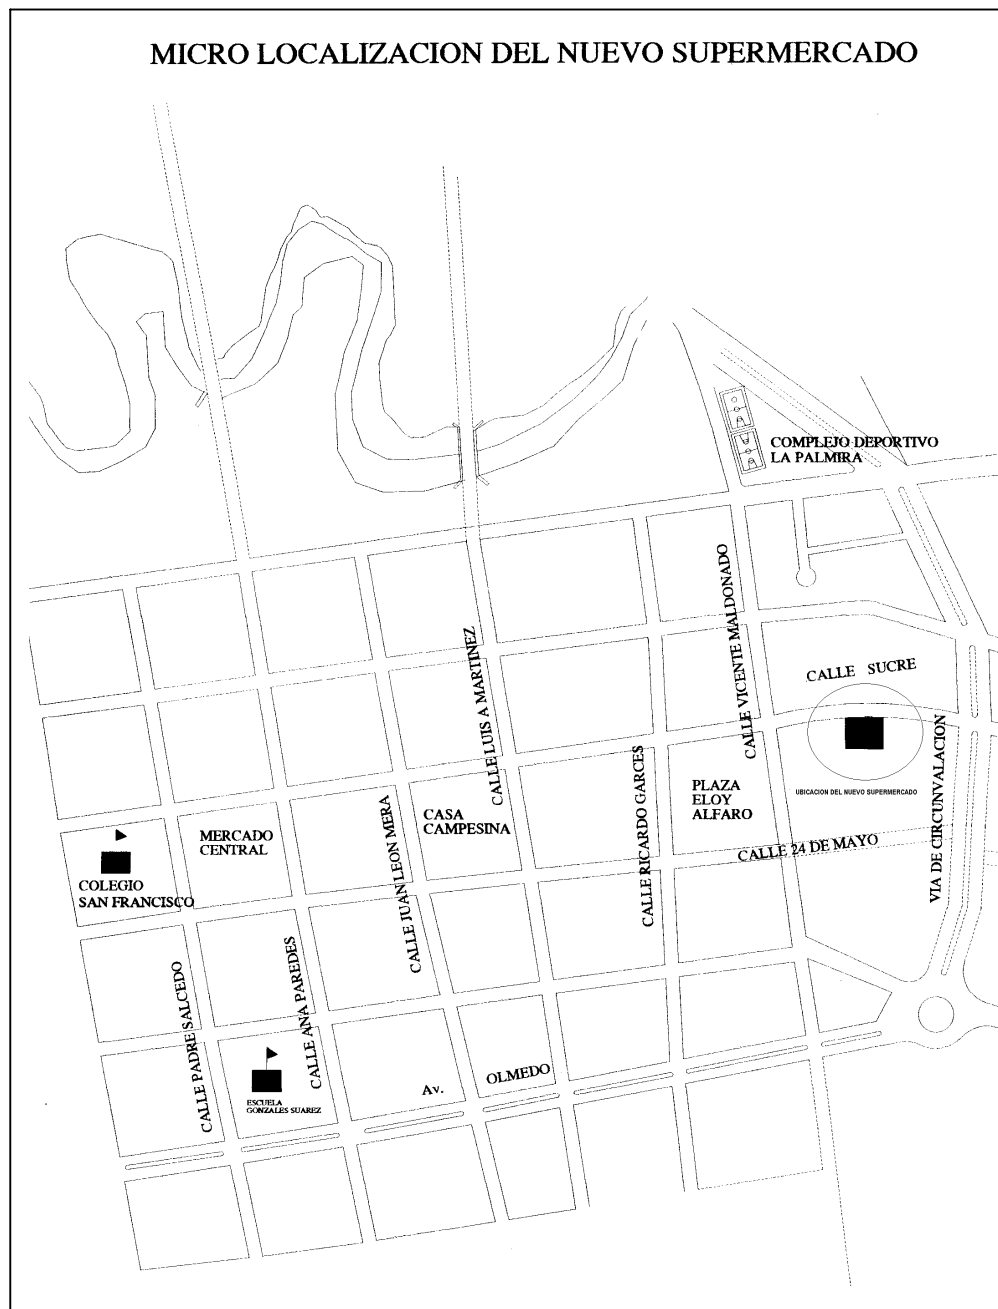 MICRO LOCALIZACION DEL NUEVO SUPERMERCADO
COMPLEJO DEPORTIVO
LA PALMIRA
CALLE VICENTE MALDONADO
CALLE LUIS A MARTINEZ
CALLE SUCRE
VIA DE CIRCUNVALACION
CALLE RICARDO GARCES
PLAZA
ELOY
ALFARO
UBICACION DEL NUEVO SUPERMERCADO
CALLE JUAN LEON MERA
CASA
CAMPESINA
MERCADO
CENTRAL
CALLE 24 DE MAYO
COLEGIO
SAN FRANCISCO
CALLE PADRE SALCEDO
CALLE ANA PAREDES
Av. OLMEDO
ESCUELA
GONZALES SUAREZ